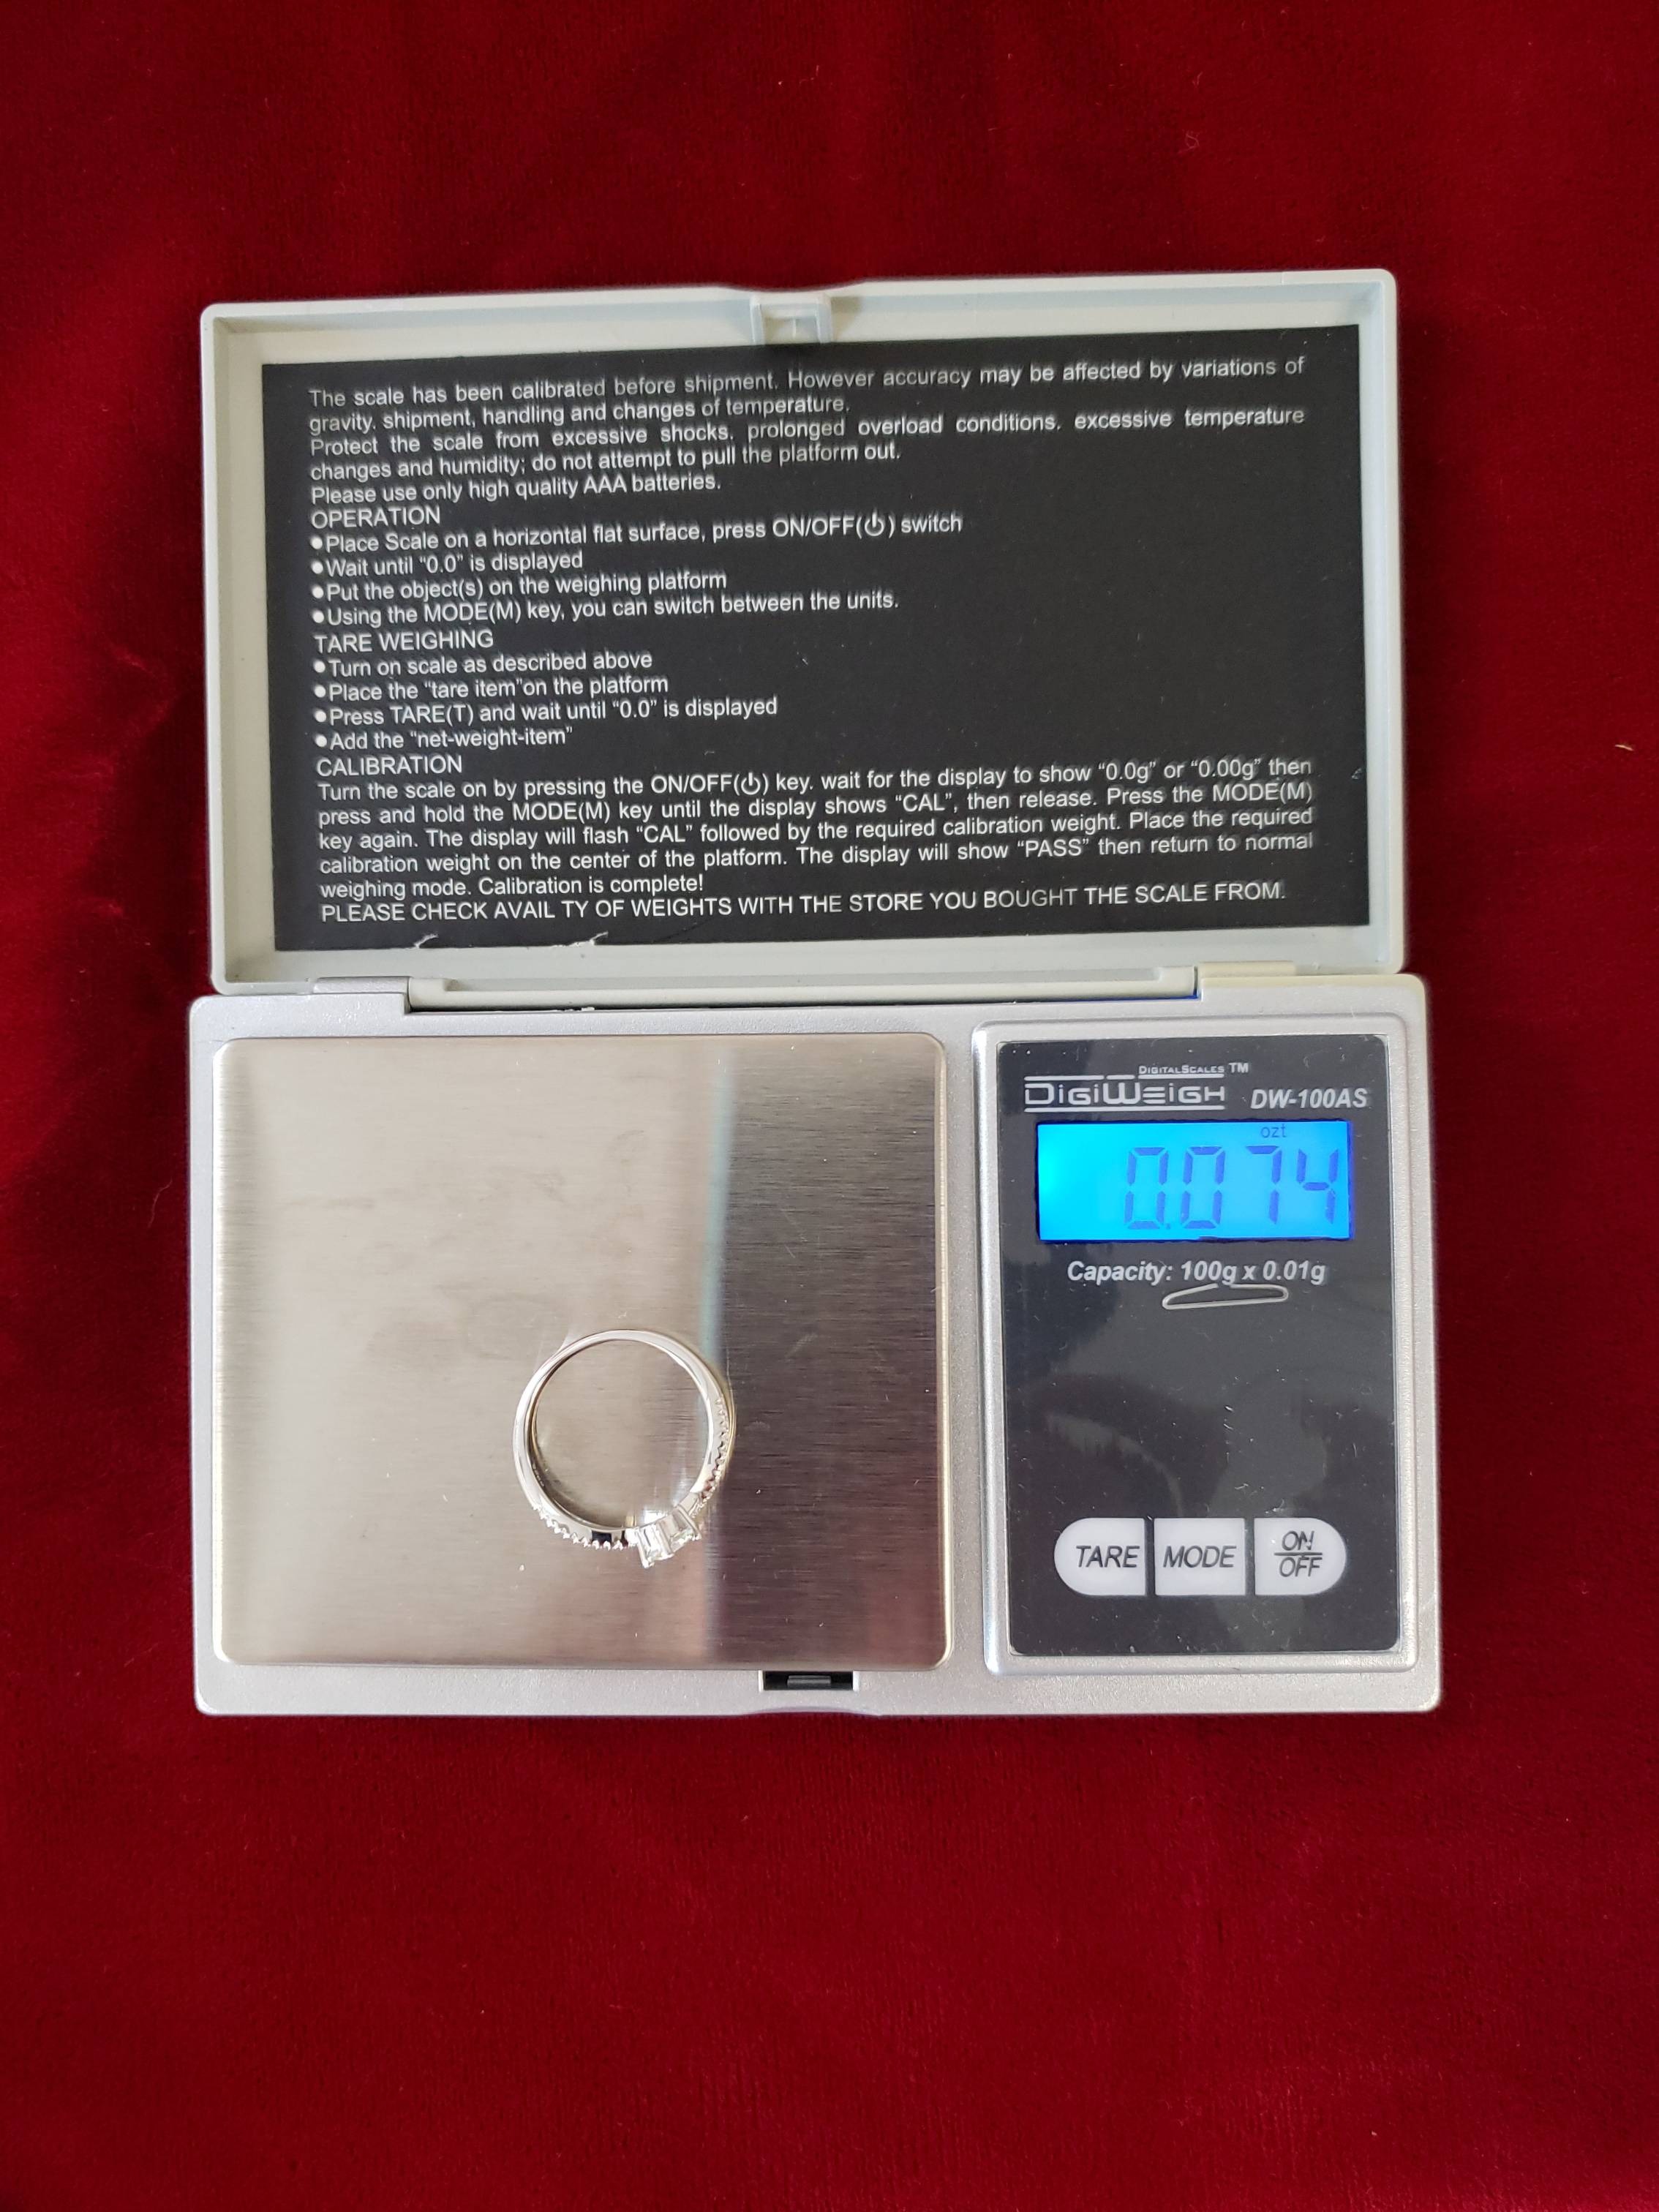 The scale has been calibrated before shipment. However accuracy may be affected by variations of
gravity. shipment, handling and changes of temperature.
Protect the scale from excessive shocks. prolonged overload conditions. excessive temperature
changes and humidity; do not attempt to pull the platform out.
Please use only high quality AAA batteries.
OPERATION
●Place Scale on a horizontal flat surface, press ON/OFF(⏻) switch
●Wait until “0.0” is displayed
●Put the object(s) on the weighing platform
●Using the MODE(M) key, you can switch between the units.
TARE WEIGHING
●Turn on scale as described above
●Place the “tare item”on the platform
●Press TARE(T) and wait until “0.0” is displayed
●Add the “net-weight-item”
CALIBRATION
Turn the scale on by pressing the ON/OFF(⏻) key. wait for the display to show “0.0g” or “0.00g” then
press and hold the MODE(M) key until the display shows “CAL”, then release. Press the MODE(M)
key again. The display will flash “CAL” followed by the required calibration weight. Place the required
calibration weight on the center of the platform. The display will show “PASS” then return to normal
weighing mode. Calibration is complete!
PLEASE CHECK AVAIL TY OF WEIGHTS WITH THE STORE YOU BOUGHT THE SCALE FROM.
DIGITALSCALES ™
DIGIWEIGH DW-100AS
ozt
0.074
Capacity: 100g x 0.01g
TARE MODE ON
OFF